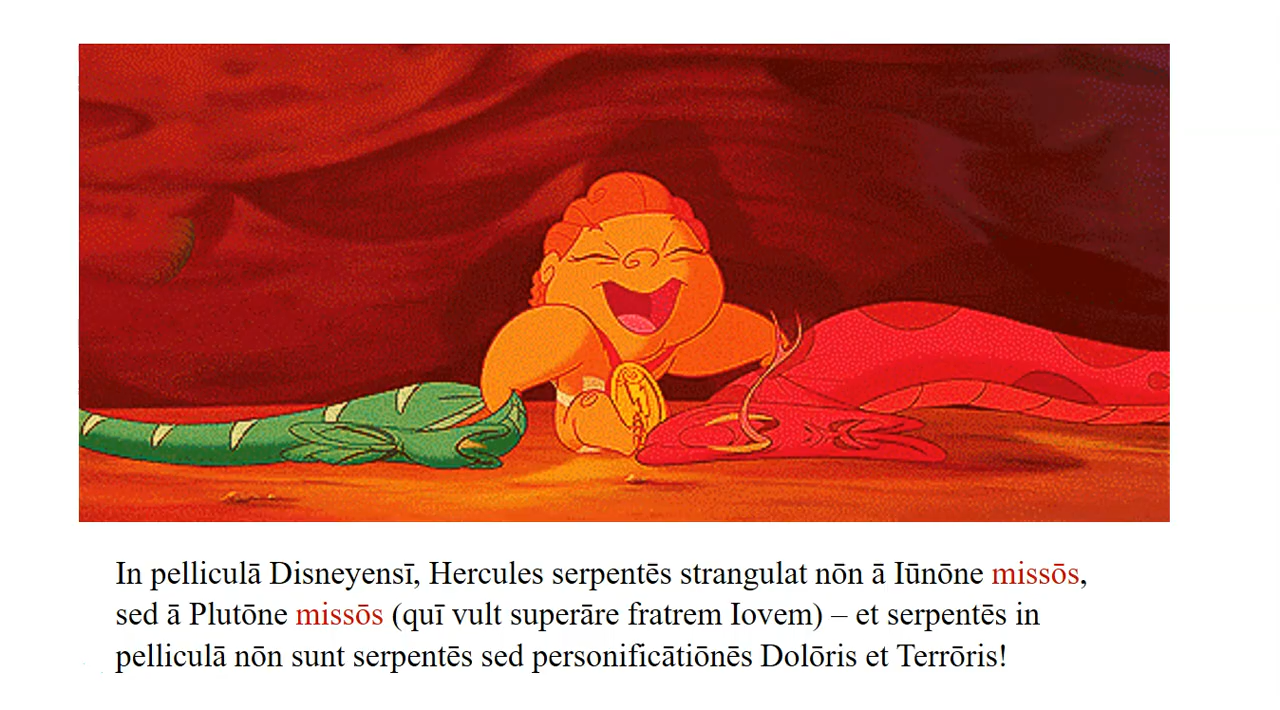 In pelliculā Disneyensī, Hercules serpentēs strangulat nōn ā Iūnōne missōs,
sed ā Plutōne missōs (quī vult superāre fratrem Iovem) – et serpentēs in
pelliculā nōn sunt serpentēs sed personificātiōnēs Dolōris et Terrōris!